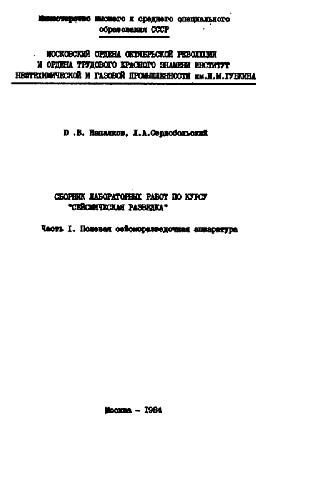 Министерство высшего и среднего специального
образования СССР
МОСКОВСКИЙ ОРДЕНА ОКТЯБРЬСКОЙ РЕВОЛЮЦИИ
И ОРДЕНА ТРУДОВОГО КРАСНОГО ЗНАМЕНИ ИНСТИТУТ
НЕФТЕХИМИЧЕСКОЙ И ГАЗОВОЙ ПРОМЫШЛЕННОСТИ им.И.М.ГУБКИНА
В. Напалков, Л.А.Сердобольский
СБОРНИК ЛАБОРАТОРНЫХ РАБОТ ПО КУРСУ
"СЕЙСМИЧЕСКАЯ РАЗВЕДКА"
Часть I. Полевая сейсморазведочная аппаратура
Москва - 1984